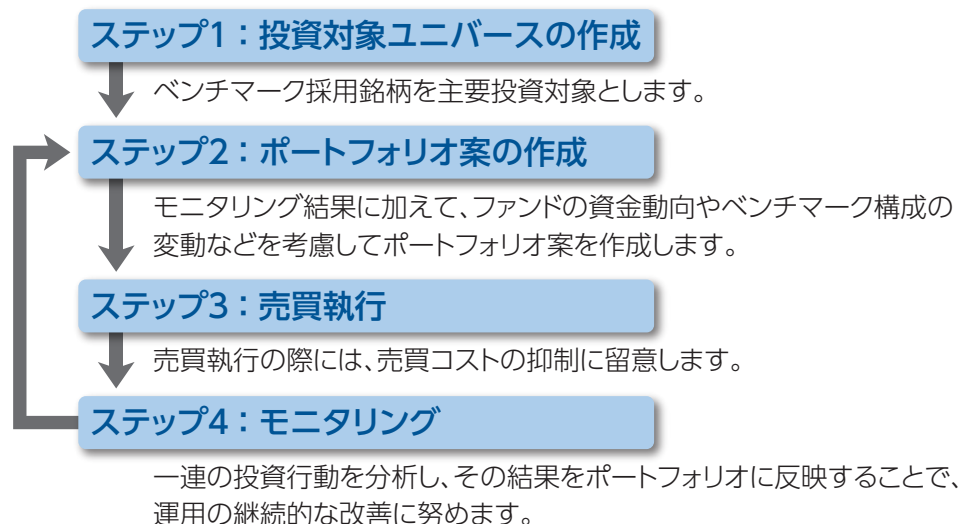 ステップ1：投資対象ユニバースの作成
ベンチマーク採用銘柄を主要投資対象とします。
ステップ2：ポートフォリオ案の作成
モニタリング結果に加えて、ファンドの資金動向やベンチマーク構成の
変動などを考慮してポートフォリオ案を作成します。
ステップ3：売買執行
売買執行の際には、売買コストの抑制に留意します。
ステップ4：モニタリング
一連の投資行動を分析し、その結果をポートフォリオに反映することで、
運用の継続的な改善に努めます。